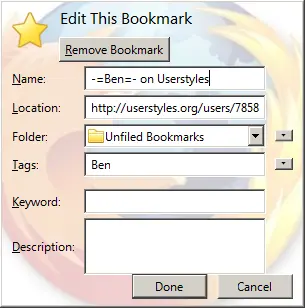 Edit This Bookmark
Remove Bookmark
Name: -=Ben=- on Userstyles
Location: http://userstyles.org/users/7858
Folder: Unfiled Bookmarks
Tags: Ben
Keyword:
Description:
Done Cancel